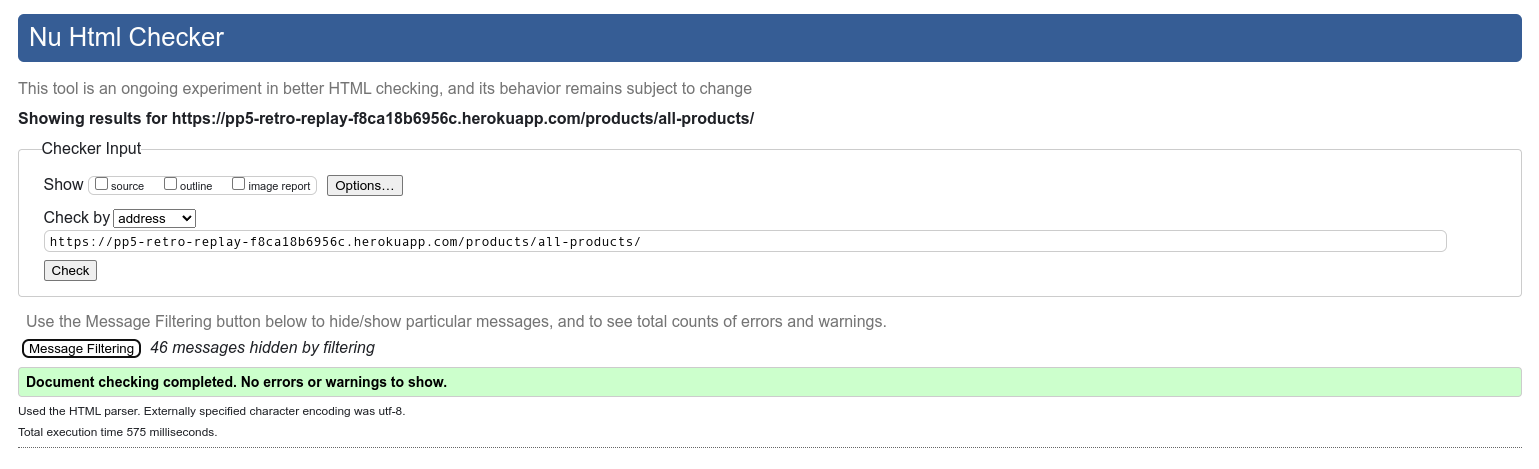 Nu Html Checker
This tool is an ongoing experiment in better HTML checking, and its behavior remains subject to change
Showing results for https://pp5-retro-replay-f8ca18b6956c.herokuapp.com/products/all-products/
Checker Input
Show source outline image report Options…
Check by address
https://pp5-retro-replay-f8ca18b6956c.herokuapp.com/products/all-products/
Check
Use the Message Filtering button below to hide/show particular messages, and to see total counts of errors and warnings.
Message Filtering 46 messages hidden by filtering
Document checking completed. No errors or warnings to show.
Used the HTML parser. Externally specified character encoding was utf-8.
Total execution time 575 milliseconds.